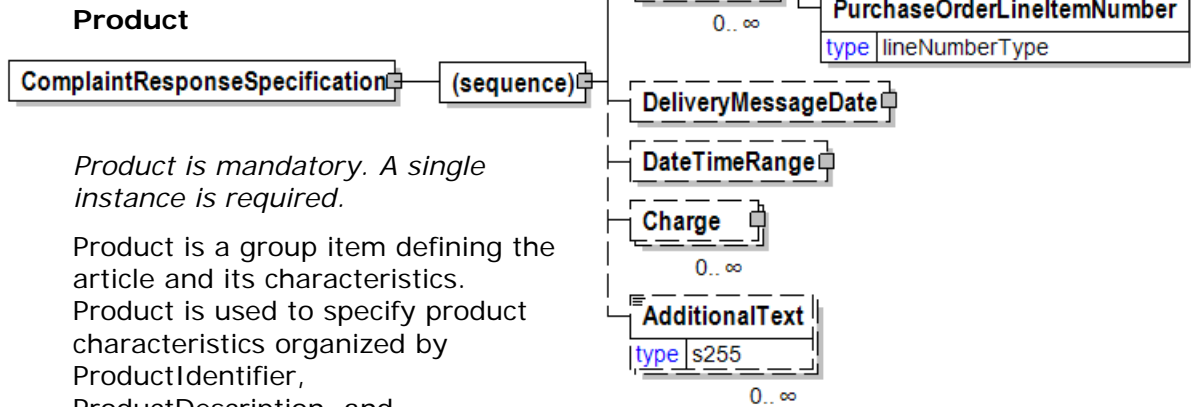 Product
0.. ∞
PurchaseOrderLineItemNumber
type lineNumberType
ComplaintResponseSpecification
(sequence)
DeliveryMessageDate
DateTimeRange
Charge
0.. ∞
AdditionalText
type s255
0.. ∞
Product is mandatory. A single
instance is required.
Product is a group item defining the
article and its characteristics.
Product is used to specify product
characteristics organized by
ProductIdentifier,
ProductDescription, and